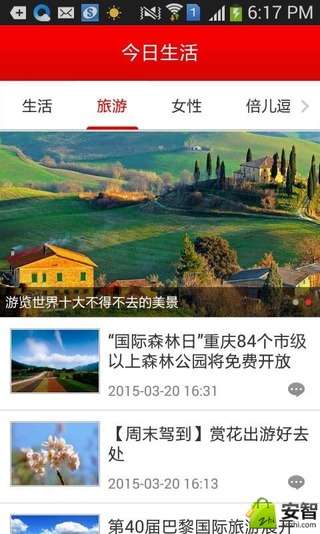 6:17 PM
今日生活
生活 旅游 女性 倍儿逗
游览世界十大不得不去的美景
“国际森林日”重庆84个市级
以上森林公园将免费开放
2015-03-20 16:31
【周末驾到】赏花出游好去
处
2015-03-20 16:13
第40届巴黎国际旅游展开
安智